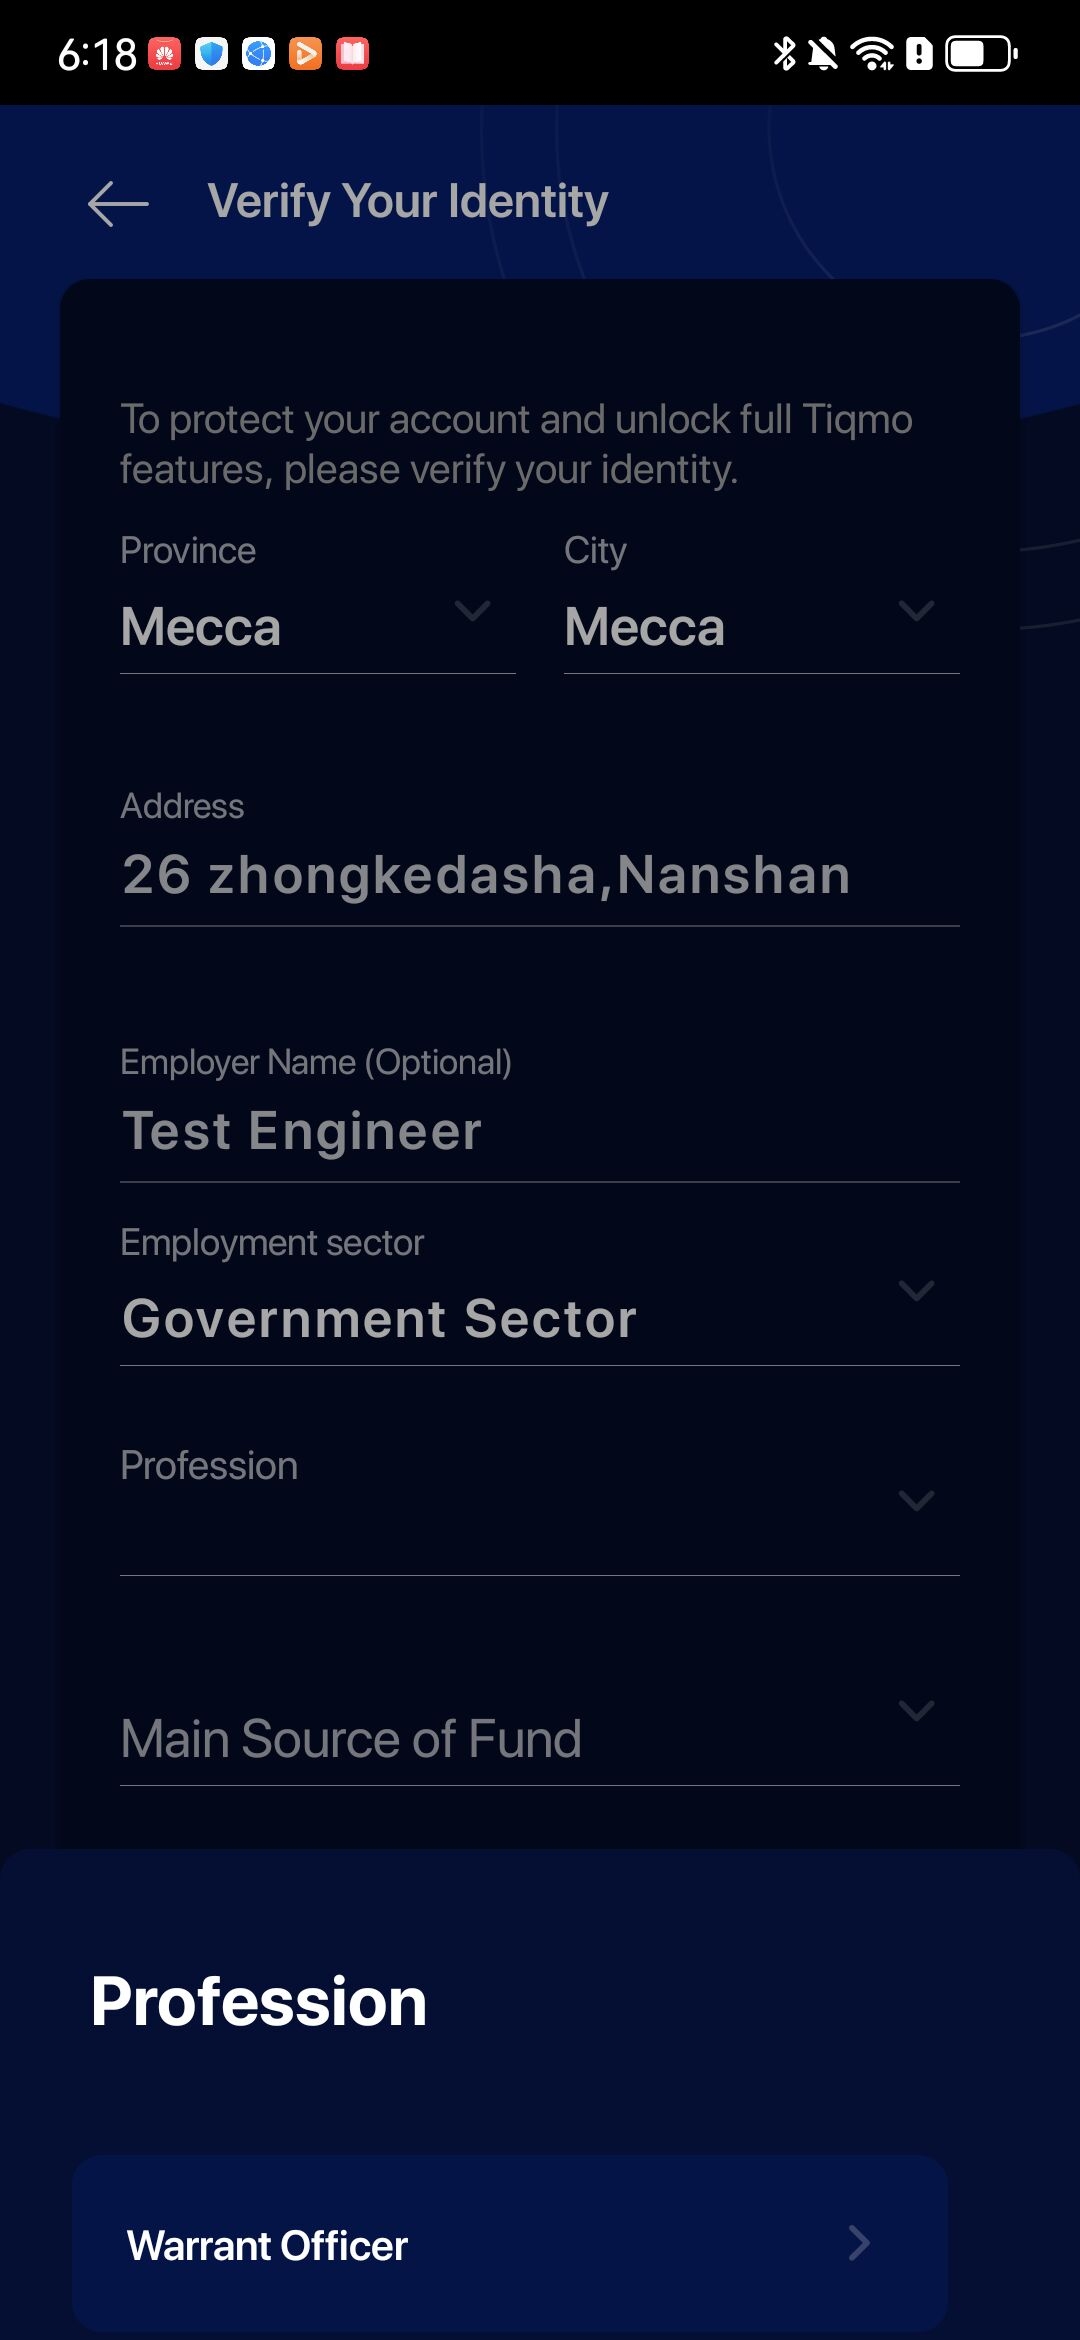 6:18
Verify Your Identity
To protect your account and unlock full Tiqmo
features, please verify your identity.
Province
City
Mecca
Mecca
Address
26 zhongkedasha,Nanshan
Employer Name (Optional)
Test Engineer
Employment sector
Government Sector
Profession
Main Source of Fund
Profession
Warrant Officer